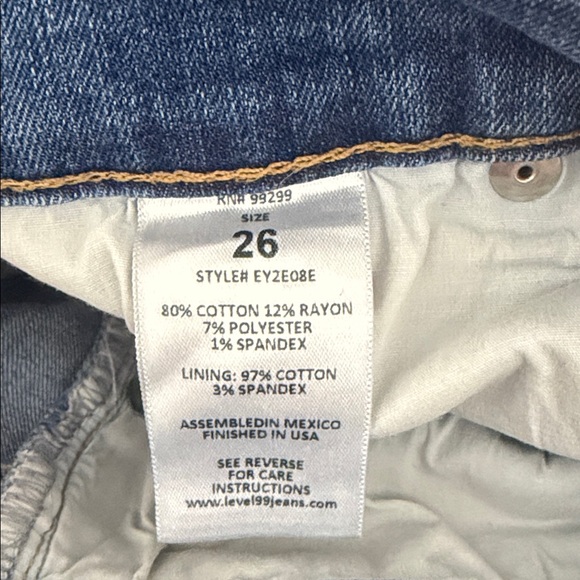 RN# 99299
SIZE
26
STYLE# EY2E08E
80% COTTON 12% RAYON
7% POLYESTER
1% SPANDEX
LINING: 97% COTTON
3% SPANDEX
ASSEMBLEDIN MEXICO
FINISHED IN USA
SEE REVERSE
FOR CARE
INSTRUCTIONS
www.level99jeans.com